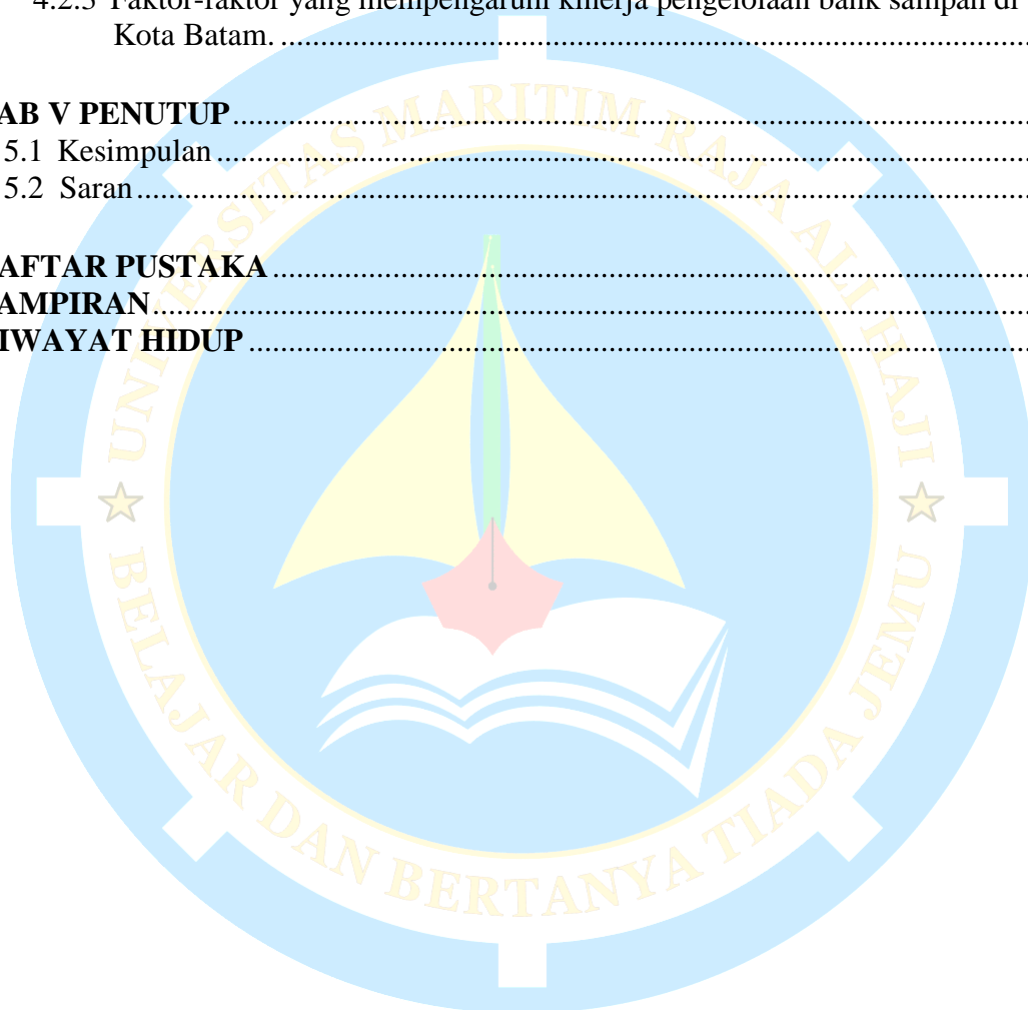 4.2.3 Faktor-faktor yang mempengaruhi kinerja pengelolaan bank sampah di
Kota Batam. ........................................................................................
AB V PENUTUP ........................................................................................
5.1 Kesimpulan ........................................................................................
5.2 Saran ........................................................................................
AFTAR PUSTAKA ........................................................................................
AMPIRAN ........................................................................................
IWAYAT HIDUP ........................................................................................
UNIVERSITAS MARITIM RAJA ALI HAJI
BELAJAR DAN BERTANYA TIADA JEMU